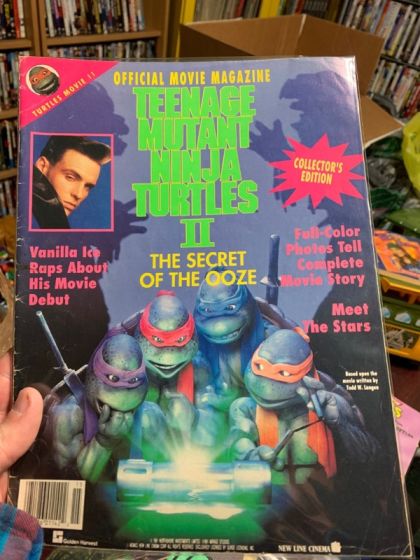 TURTLES MOVIE II
OFFICIAL MOVIE MAGAZINE
TEENAGE
MUTANT
NINJA
TURTLES
II
THE SECRET
OF THE OOZE
COLLECTOR'S
EDITION
Vanilla Ice
Raps About
His Movie
Debut
Full-Color
Photos Tell
Complete
Movie Story
Meet
The Stars
Based upon the
movie written by
Todd W. Langen
Golden Harvest
NEW LINE CINEMA